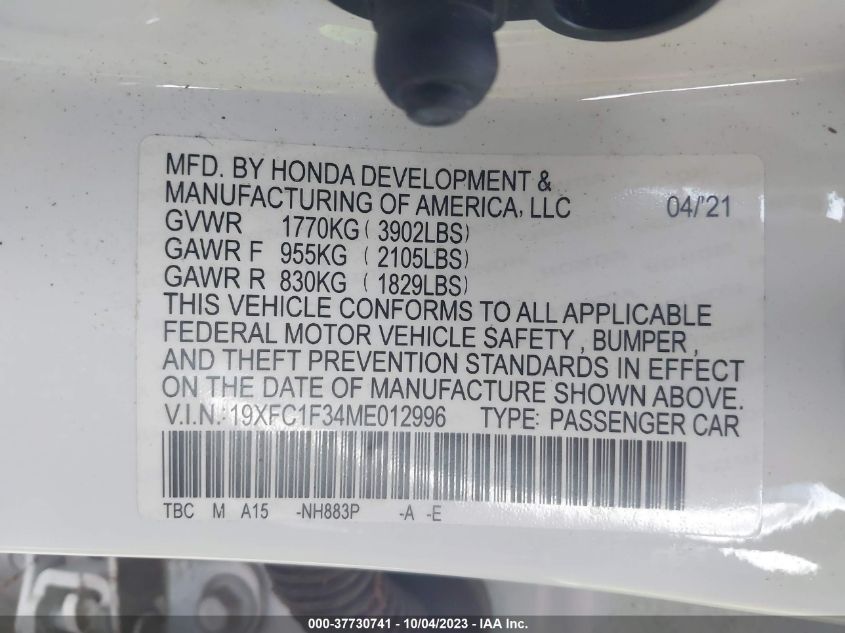 MFD. BY HONDA DEVELOPMENT &
MANUFACTURING OF AMERICA, LLC 04/'21
GVWR 1770KG ( 3902LBS)
GAWR F 955KG ( 2105LBS)
GAWR R 830KG ( 1829LBS)
THIS VEHICLE CONFORMS TO ALL APPLICABLE
FEDERAL MOTOR VEHICLE SAFETY , BUMPER ,
AND THEFT PREVENTION STANDARDS IN EFFECT
ON THE DATE OF MANUFACTURE SHOWN ABOVE.
V.I.N.: 19XFC1F34ME012996 TYPE: PASSENGER CAR
TBC M A15 -NH883P -A -E
000-37730741 - 10/04/2023 - IAA Inc.